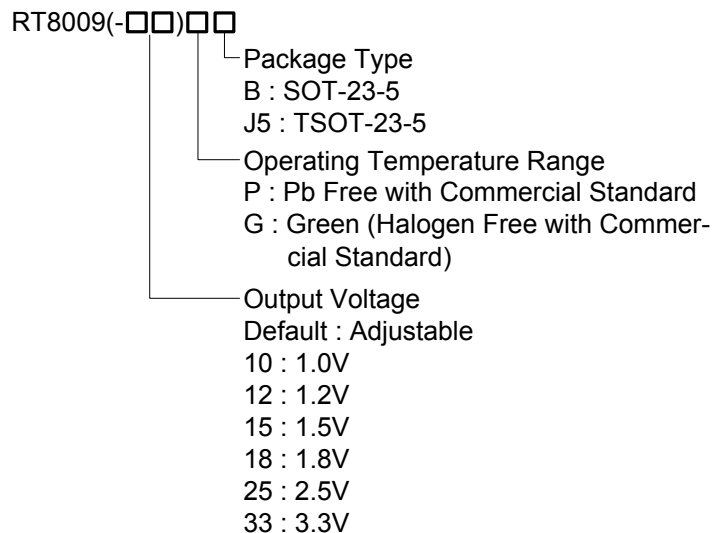 RT8009(-□□)□□
Package Type
B : SOT-23-5
J5 : TSOT-23-5
Operating Temperature Range
P : Pb Free with Commercial Standard
G : Green (Halogen Free with Commer-
cial Standard)
Output Voltage
Default : Adjustable
10 : 1.0V
12 : 1.2V
15 : 1.5V
18 : 1.8V
25 : 2.5V
33 : 3.3V